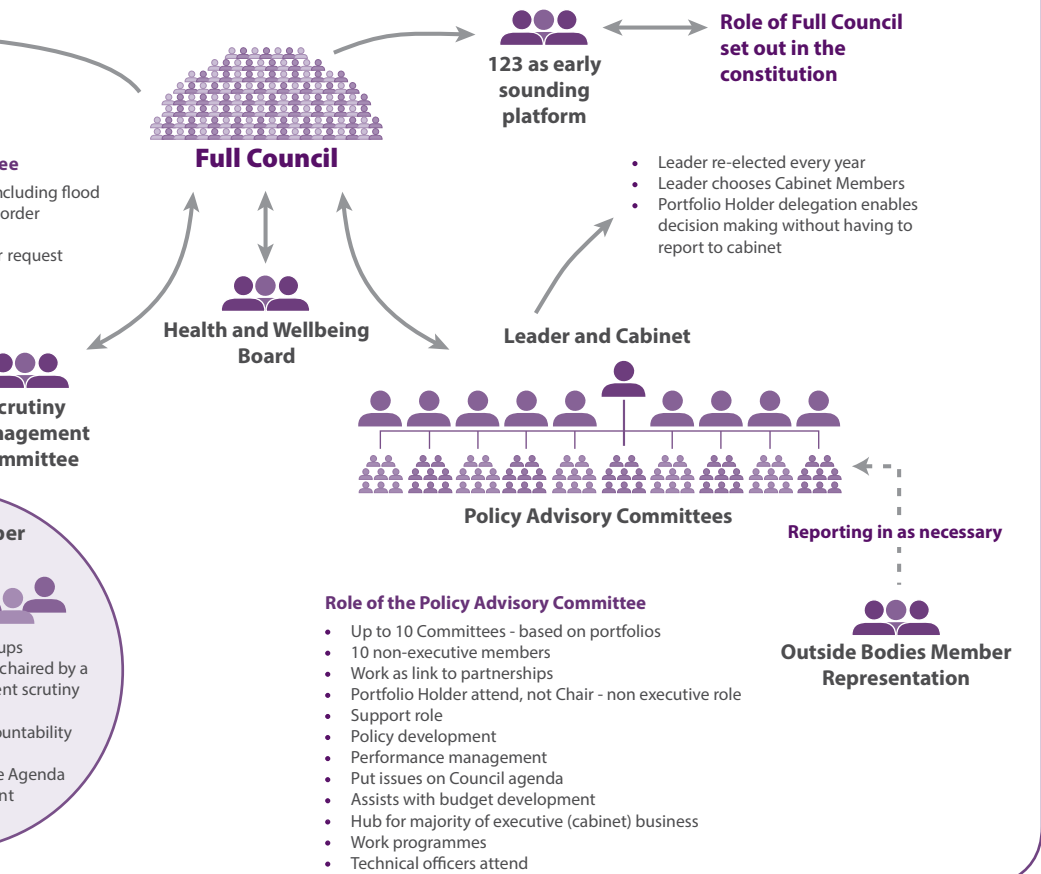 Role of Full Council
set out in the
constitution
123 as early
sounding
platform
Full Council
ee
ncluding flood
order
r request
• Leader re-elected every year
• Leader chooses Cabinet Members
• Portfolio Holder delegation enables
decision making without having to
report to cabinet
Health and Wellbeing
Board
Leader and Cabinet
crutiny
nagement
mmittee
Policy Advisory Committees
Reporting in as necessary
Outside Bodies Member
Representation
ber
ups
chaired by a
ent scrutiny
untability
e Agenda
nt
Role of the Policy Advisory Committee
• Up to 10 Committees - based on portfolios
• 10 non-executive members
• Work as link to partnerships
• Portfolio Holder attend, not Chair - non executive role
• Support role
• Policy development
• Performance management
• Put issues on Council agenda
• Assists with budget development
• Hub for majority of executive (cabinet) business
• Work programmes
• Technical officers attend